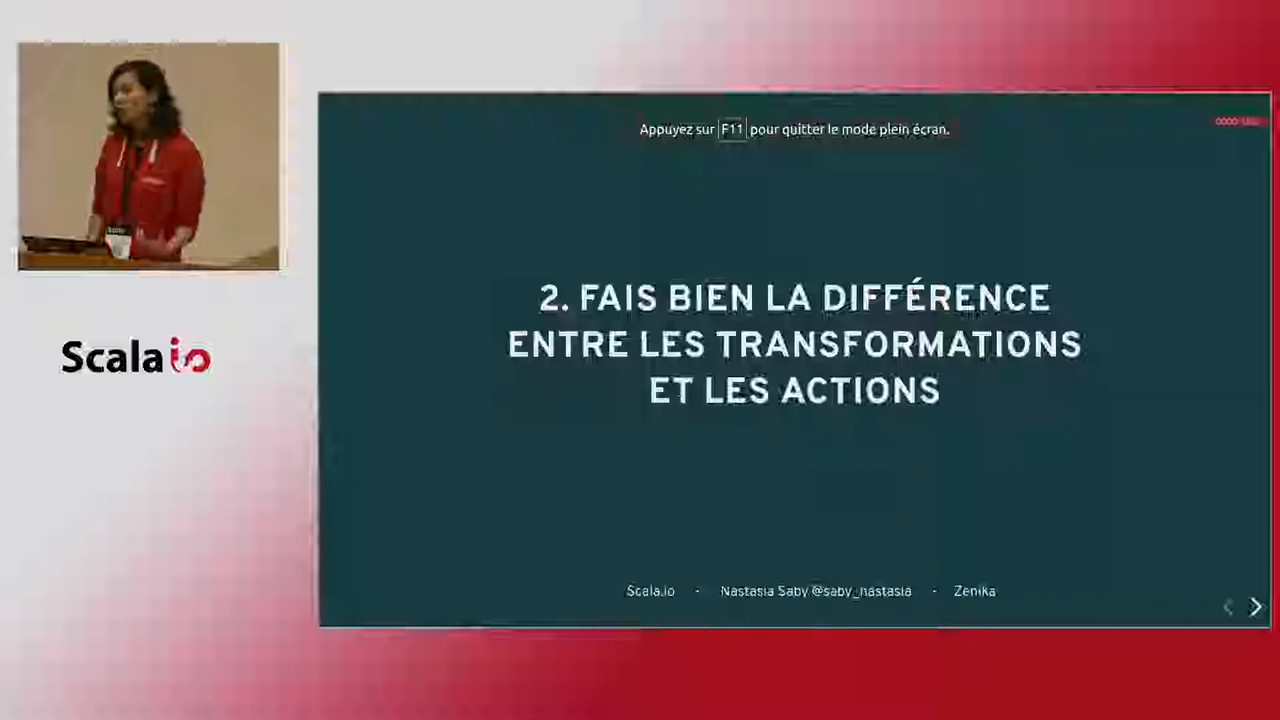 Appuyez sur F11 pour quitter le mode plein écran.
2. FAIS BIEN LA DIFFÉRENCE
ENTRE LES TRANSFORMATIONS
ET LES ACTIONS
Scala.io - Nastasia Saby @saby_nastasia - Zenika
Scala io